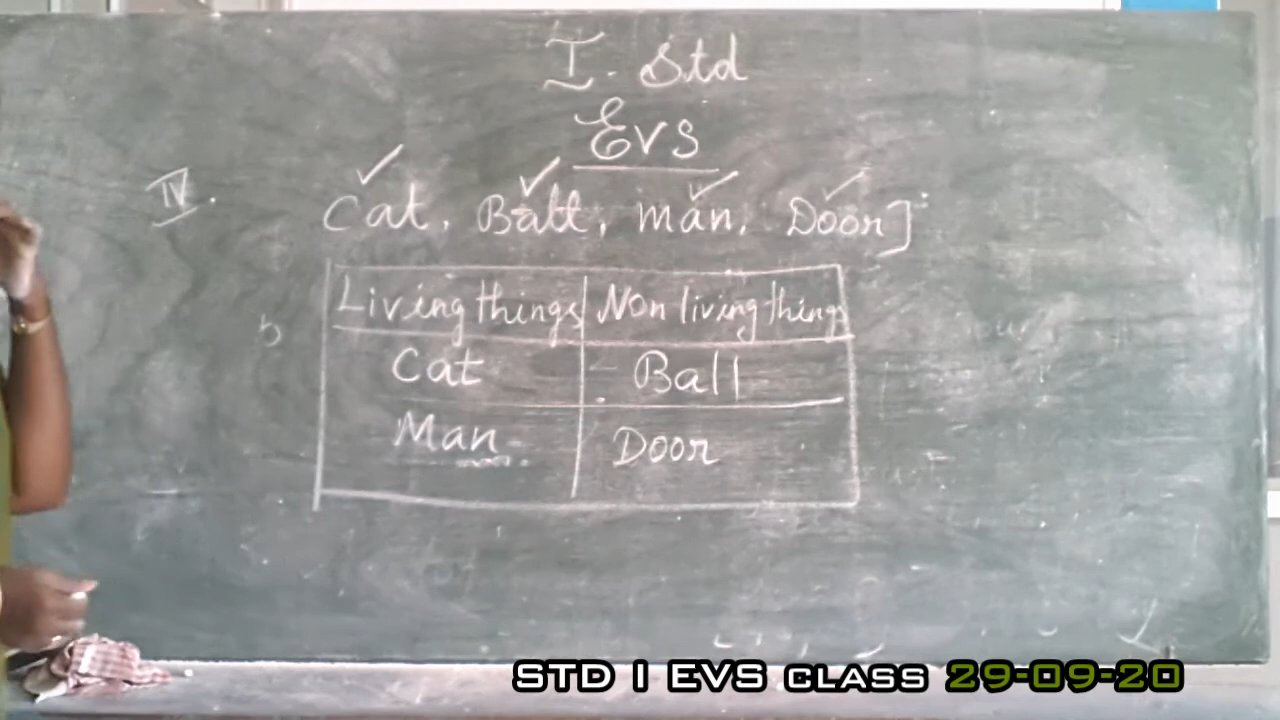 I. Std
EVS
IV. Cat, Ball, man, Door]
Living things Non living things
Cat Ball
Man Door
STD I EVS CLASS 29-09-20